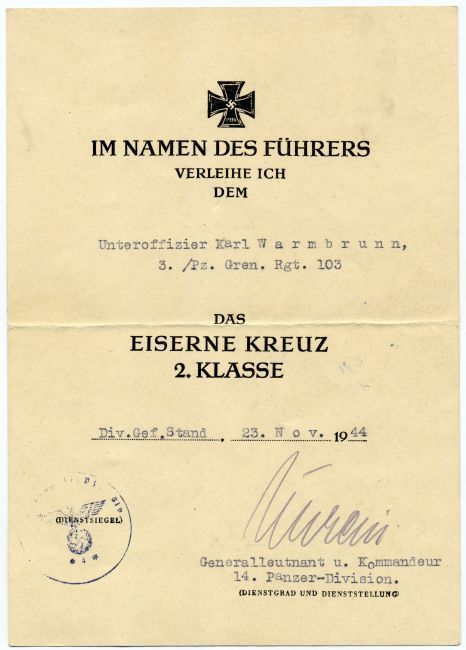 IM NAMEN DES FÜHRERS
VERLEIHE ICH
DEM
Unteroffizier Karl Warmbrunn,
3. /Pz. Gren. Rgt. 103
DAS
EISERNE KREUZ
2. KLASSE
Div.Gef.Stand , 23. Nov. 1944
(DIENSTSIEGEL)
Generalleutnant u. Kommandeur
14. Panzer-Division.
(DIENSTGRAD UND DIENSTSTELLUNG)